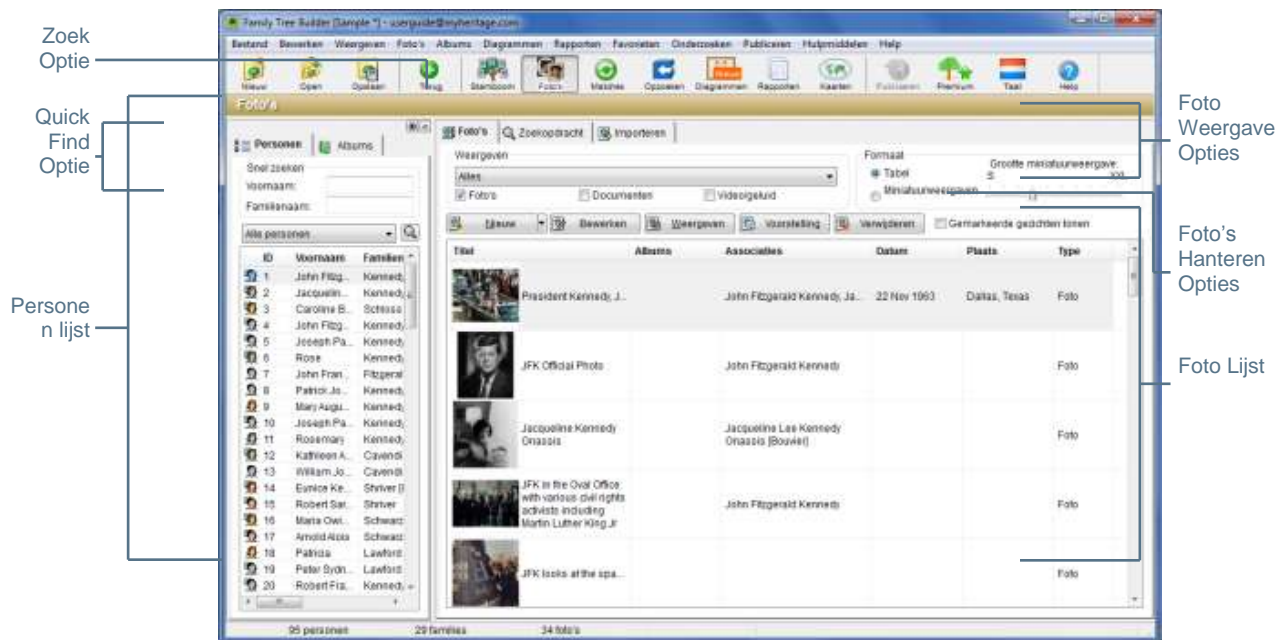 Zoek
Optie
Quick
Find
Optie
Persone
n lijst
Family Tree Builder [Sample *] - userguide@myheritage.com
Bestand Bewerken Weergeven Foto's Albums Diagrammen Rapporten Favorieten Onderzoeken Publiceren Hulpmiddelen Help
Nieuw Open Opslaan Terug Stamboom Foto's Matches Opzoeken Diagrammen Rapporten Kaarten Publiceren Premium Taal Help
Foto's
Personen Albums
Snel zoeken
Voornaam:
Familienaam:
Alle personen
ID Voornaam Familien
1 John Fitzg... Kennedy
2 Jacquelin... Kennedy
3 Caroline B... Schloss
4 John Fitzg... Kennedy
5 Joseph Pa... Kennedy
6 Rose Kennedy
7 John Fran... Fitzgeral
8 Patrick Jo... Kennedy
9 Mary Augu... Kennedy
10 Joseph Pa... Kennedy
11 Rosemary Kennedy
12 Kathleen A... Cavendi
13 William Jo... Cavendi
14 Eunice Ke... Shriver [
15 Robert Sar... Shriver
16 Maria Owi... Schwarz
17 Arnold Alois Schwarz
18 Patricia Lawford
19 Peter Sydn... Lawford
20 Robert Fra... Kennedy
Foto's Zoekopdracht Importeren
Weergeven
Alles
Foto's Documenten Video/geluid
Formaat
Tabel
Miniatuurweergaven
Grootte miniatuurweergave:
S XXL
Nieuw Bewerken Weergeven Voorstelling Verwijderen Gemarkeerde gezichten tonen
Titel Albums Associaties Datum Plaats Type
President Kennedy, J... John Fitzgerald Kennedy, Ja... 22 Nov 1963 Dallas, Texas Foto
JFK Official Photo John Fitzgerald Kennedy Foto
Jacqueline Kennedy
Onassis
Jacqueline Lee Kennedy
Onassis [Bouvier]
Foto
JFK in the Oval Office
with various civil rights
activists including
Martin Luther King Jr
John Fitzgerald Kennedy
Foto
JFK looks at the spa... Foto
95 personen 29 families 34 foto's
Foto
Weergave
Opties
Foto's
Hanteren
Opties
Foto Lijst